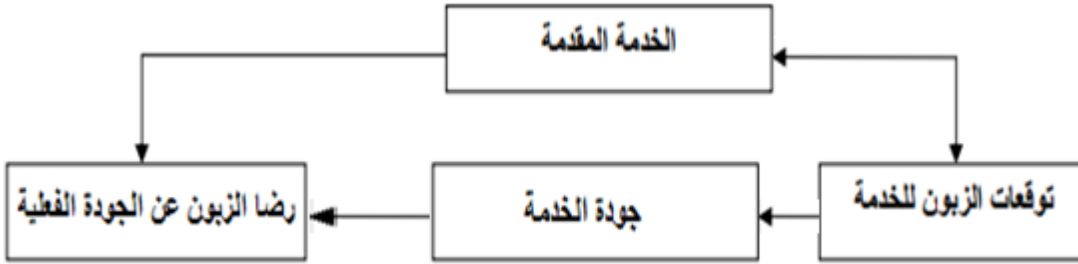 الخدمة المقدمة
توقعات الزبون للخدمة
جودة الخدمة
رضا الزبون عن الجودة الفعلية